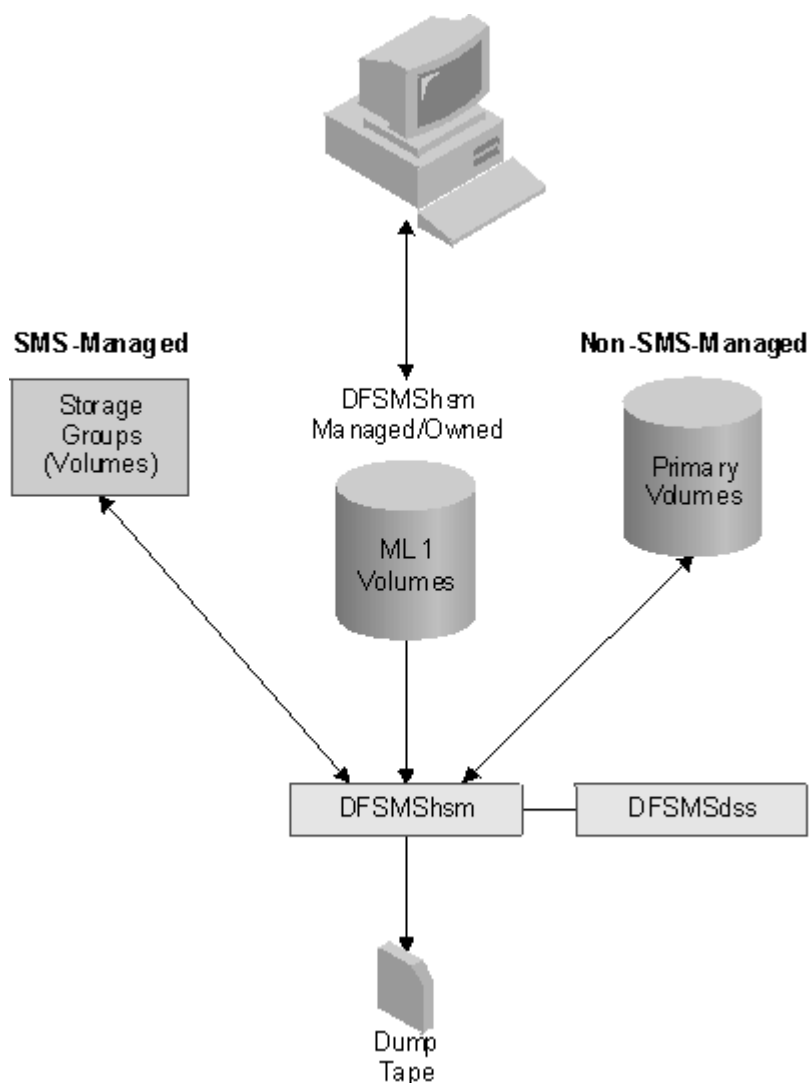 SMS-Managed
Non-SMS-Managed
Storage
Groups
(Volumes)
DFSMShsm
Managed/Owned
Primary
Volumes
ML1
Volumes
DFSMShsm
DFSMSdss
Dump
Tape